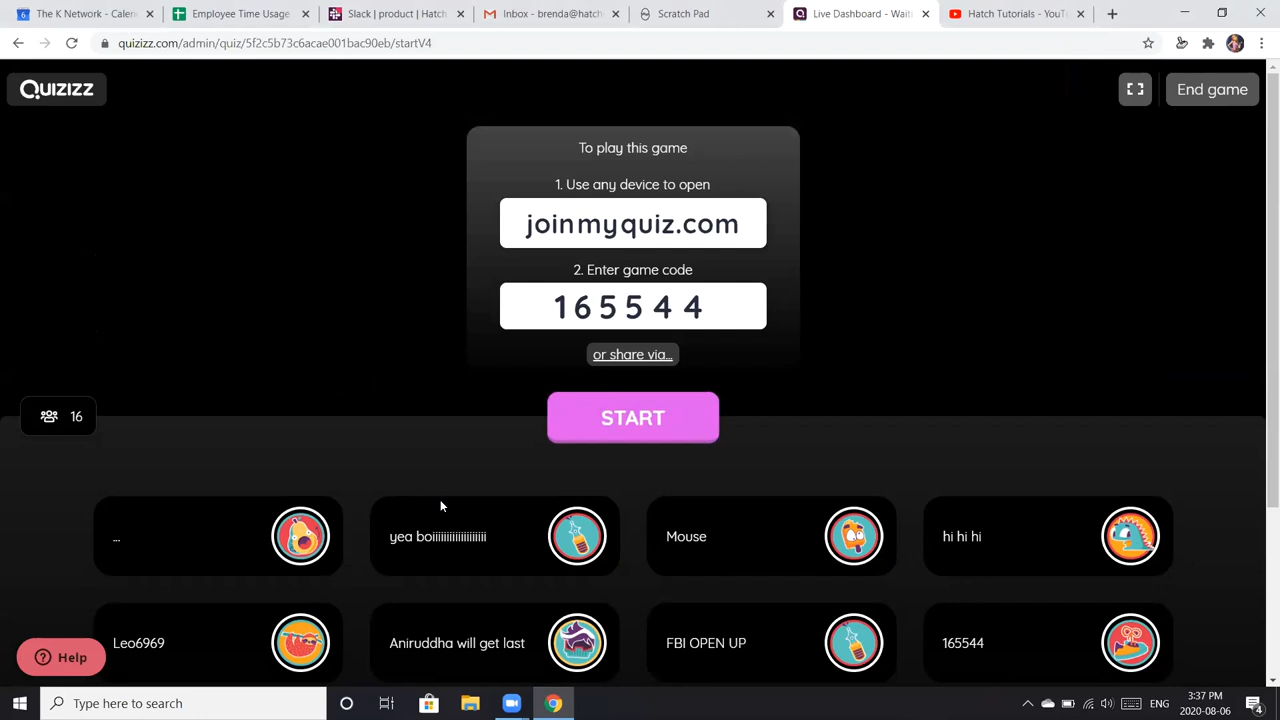 6 The K Network - Calen
Employee Time Usage
Slack | product | Hatch
Inbox - brenda@hatch
Scratch Pad
Live Dashboard - Waiti
Hatch Tutorials - YouTu
quizizz.com/admin/quiz/5f2c5b73c6acae001bac90eb/startV4
QUIZIZZ
End game
To play this game
1. Use any device to open
joinmyquiz.com
2. Enter game code
165544
or share via...
16
START
...
yea boiiiiiiiiiiiiiiiiiii
Mouse
hi hi hi
Leo6969
Aniruddha will get last
FBI OPEN UP
165544
Help
Type here to search
ENG
3:37 PM
2020-08-06
4